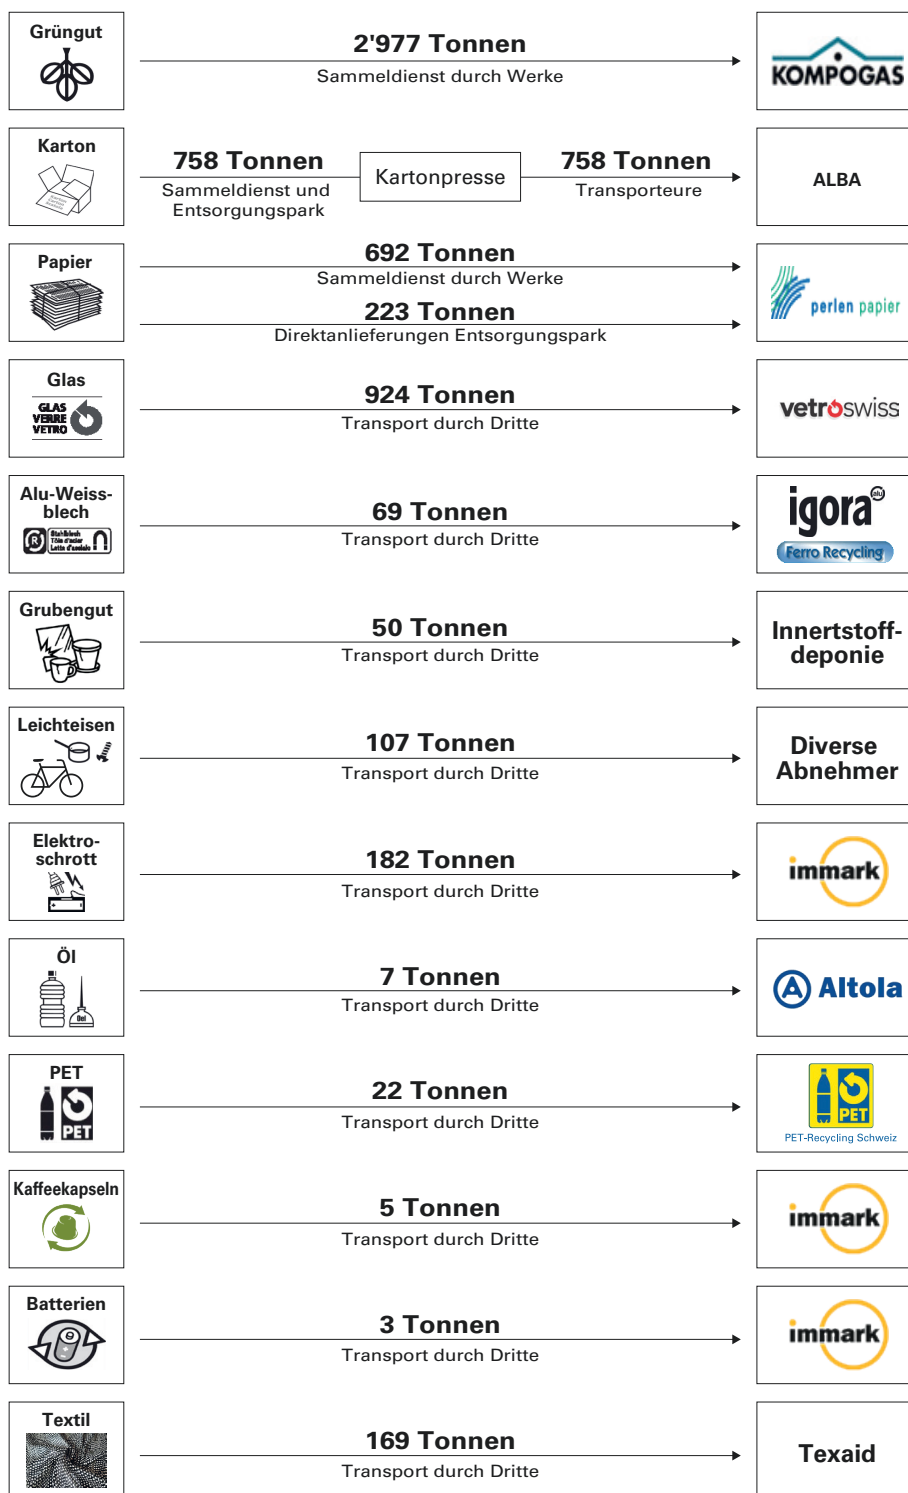 Grüngut
2'977 Tonnen
Sammeldienst durch Werke
KOMPOGAS
Karton
758 Tonnen
Sammeldienst und
Entsorgungspark
Kartonpresse
758 Tonnen
Transporteure
ALBA
Papier
692 Tonnen
Sammeldienst durch Werke
223 Tonnen
Direktanlieferungen Entsorgungspark
perlen papier
Glas
GLAS
VERRE
VETRO
924 Tonnen
Transport durch Dritte
vetroswiss
Alu-Weiss-
blech
Stahlblech
Tôle d'acier
Latta d'acciaio
69 Tonnen
Transport durch Dritte
igora alu
Ferro Recycling
Grubengut
50 Tonnen
Transport durch Dritte
Innertstoff-
deponie
Leichteisen
107 Tonnen
Transport durch Dritte
Diverse
Abnehmer
Elektro-
schrott
182 Tonnen
Transport durch Dritte
immark
Öl
Oel
7 Tonnen
Transport durch Dritte
Altola
PET
PET
22 Tonnen
Transport durch Dritte
PET
PET-Recycling Schweiz
Kaffeekapseln
5 Tonnen
Transport durch Dritte
immark
Batterien
3 Tonnen
Transport durch Dritte
immark
Textil
169 Tonnen
Transport durch Dritte
Texaid